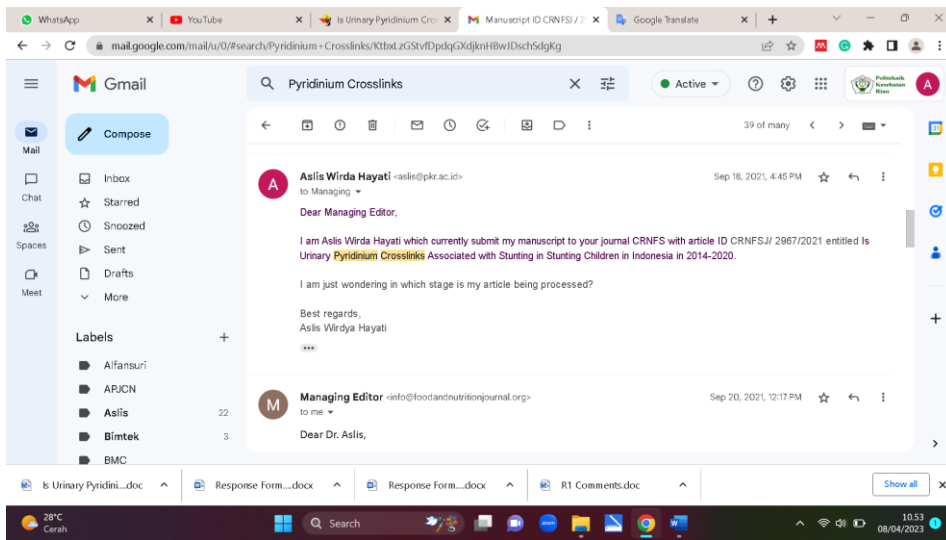 WhatsApp
YouTube
Is Urinary Pyridinium Cro
Manuscript ID CRNFSJ / 2
Google Translate
mail.google.com/mail/u/0/#search/Pyridinium+Crosslinks/KtbxLzGStvfDpdqGXdjknHBwJDschSdgKg
Gmail
Pyridinium Crosslinks
Active
Politeknik
Kesehatan
Riau
A
Mail
Chat
Spaces
Meet
Compose
Inbox
Starred
Snoozed
Sent
Drafts
More
Labels
Alfansuri
APJCN
Aslis 22
Bimtek 3
BMC
39 of many
31
A
Aslis Wirda Hayati <aslis@pkr.ac.id>
Sep 18, 2021, 4:45 PM
to Managing
Dear Managing Editor,
I am Aslis Wirda Hayati which currently submit my manuscript to your journal CRNFS with article ID CRNFSJ/ 2967/2021 entitled Is
Urinary Pyridinium Crosslinks Associated with Stunting in Stunting Children in Indonesia in 2014-2020.
I am just wondering in which stage is my article being processed?
Best regards,
Aslis Wirdya Hayati
M
Managing Editor <info@foodandnutritionjournal.org>
Sep 20, 2021, 12:17 PM
to me
Dear Dr. Aslis,
Is Urinary Pyridini....doc
Response Form....docx
Response Form....docx
R1 Comments.doc
Show all
28°C
Cerah
Search
10.53
08/04/2023
1